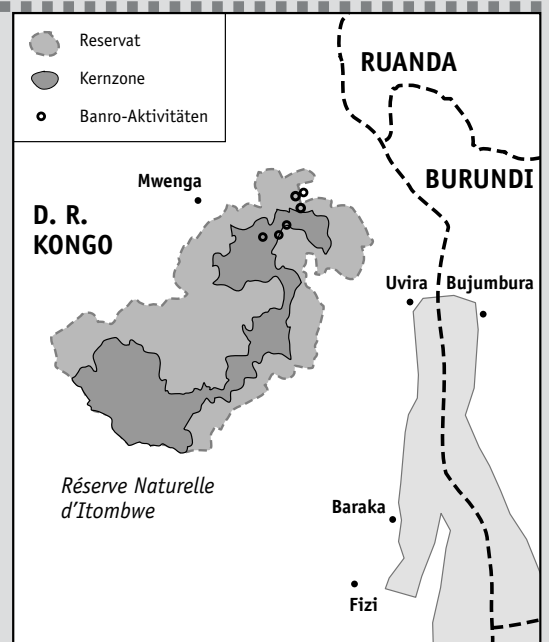 Reservat
Kernzone
Banro-Aktivitäten
RUANDA
BURUNDI
Mwenga
D. R.
KONGO
Uvira
Bujumbura
Réserve Naturelle
d'Itombwe
Baraka
Fizi